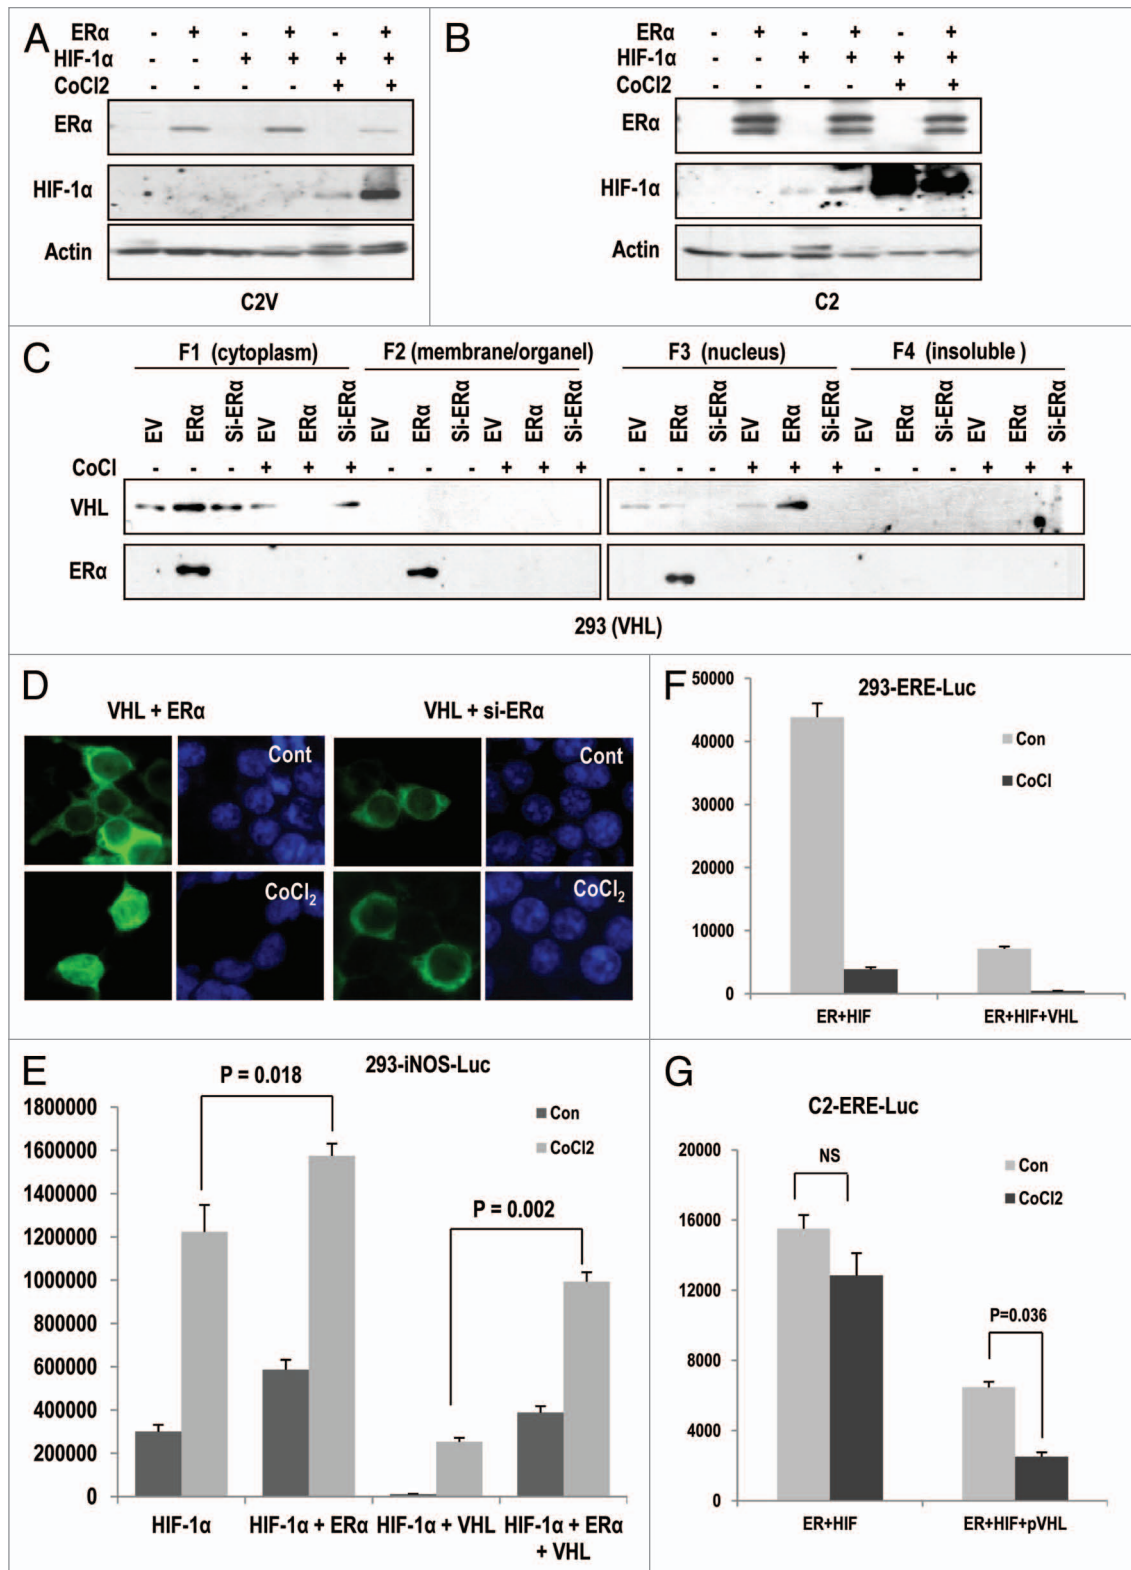 A
ERα - + - + - +
HIF-1α - - + + + +
CoCl2 - - - - + +
ERα
HIF-1α
Actin
C2V
B
ERα - + - + - +
HIF-1α - - + + + +
CoCl2 - - - - + +
ERα
HIF-1α
Actin
C2
C
F1 (cytoplasm) F2 (membrane/organel) F3 (nucleus) F4 (insoluble )
EV ERα Si-ERα EV ERα Si-ERα EV ERα Si-ERα EV ERα Si-ERα EV ERα Si-ERα EV ERα Si-ERα EV ERα Si-ERα EV ERα Si-ERα
CoCl - - - + + + - - - + + + - - - + + + - - - + + +
VHL
ERα
293 (VHL)
D
VHL + ERα VHL + si-ERα
Cont Cont
CoCl2 CoCl2
E
293-iNOS-Luc
P = 0.018
Con
CoCl2
P = 0.002
1800000
1600000
1400000
1200000
1000000
800000
600000
400000
200000
0
HIF-1α HIF-1α + ERα HIF-1α + VHL HIF-1α + ERα
+ VHL
F
293-ERE-Luc
Con
CoCl
50000
40000
30000
20000
10000
0
ER+HIF ER+HIF+VHL
G
C2-ERE-Luc
NS
Con
CoCl2
P=0.036
20000
16000
12000
8000
4000
0
ER+HIF ER+HIF+pVHL